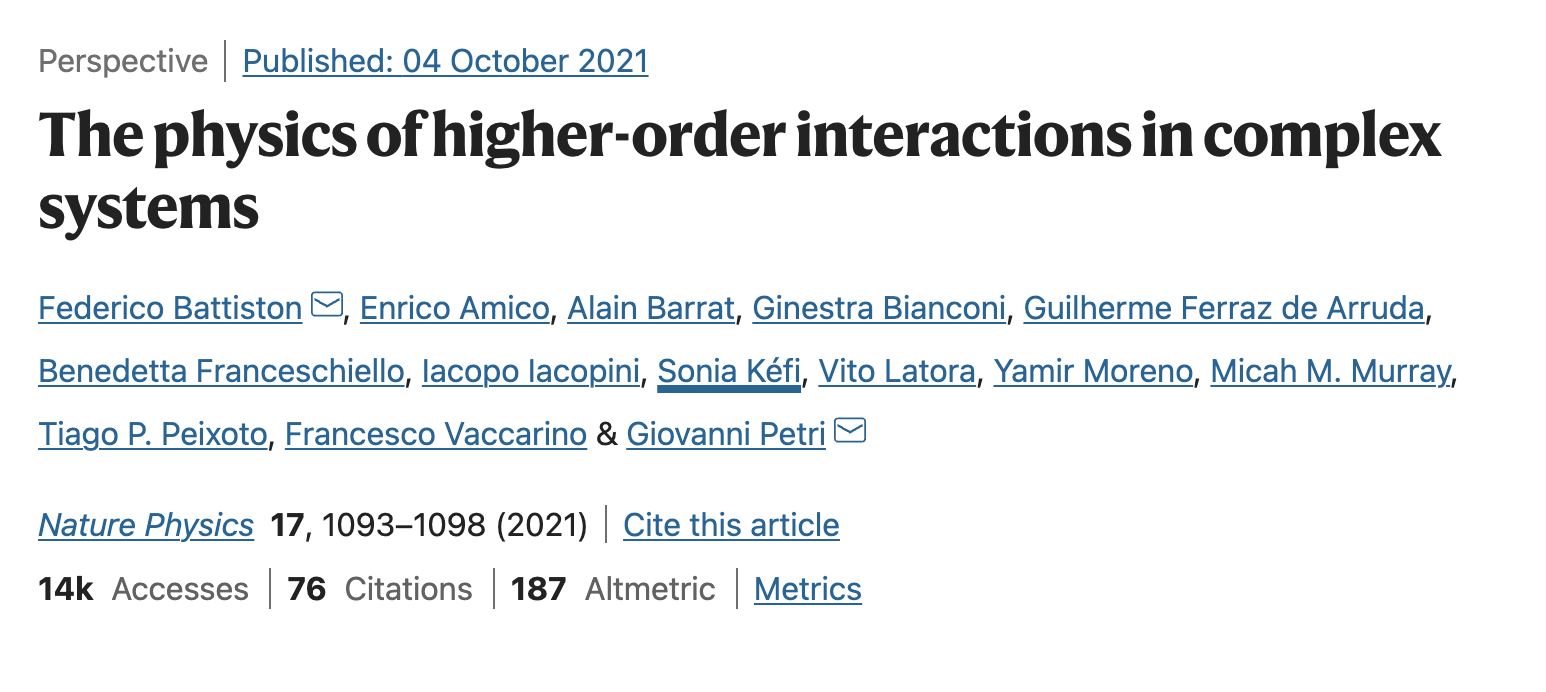 Perspective | Published: 04 October 2021
The physics of higher-order interactions in complex
systems
Federico Battiston, Enrico Amico, Alain Barrat, Ginestra Bianconi, Guilherme Ferraz de Arruda,
Benedetta Franceschiello, Iacopo Iacopini, Sonia Kéfi, Vito Latora, Yamir Moreno, Micah M. Murray,
Tiago P. Peixoto, Francesco Vaccarino & Giovanni Petri
Nature Physics 17, 1093–1098 (2021) | Cite this article
14k Accesses | 76 Citations | 187 Altmetric | Metrics